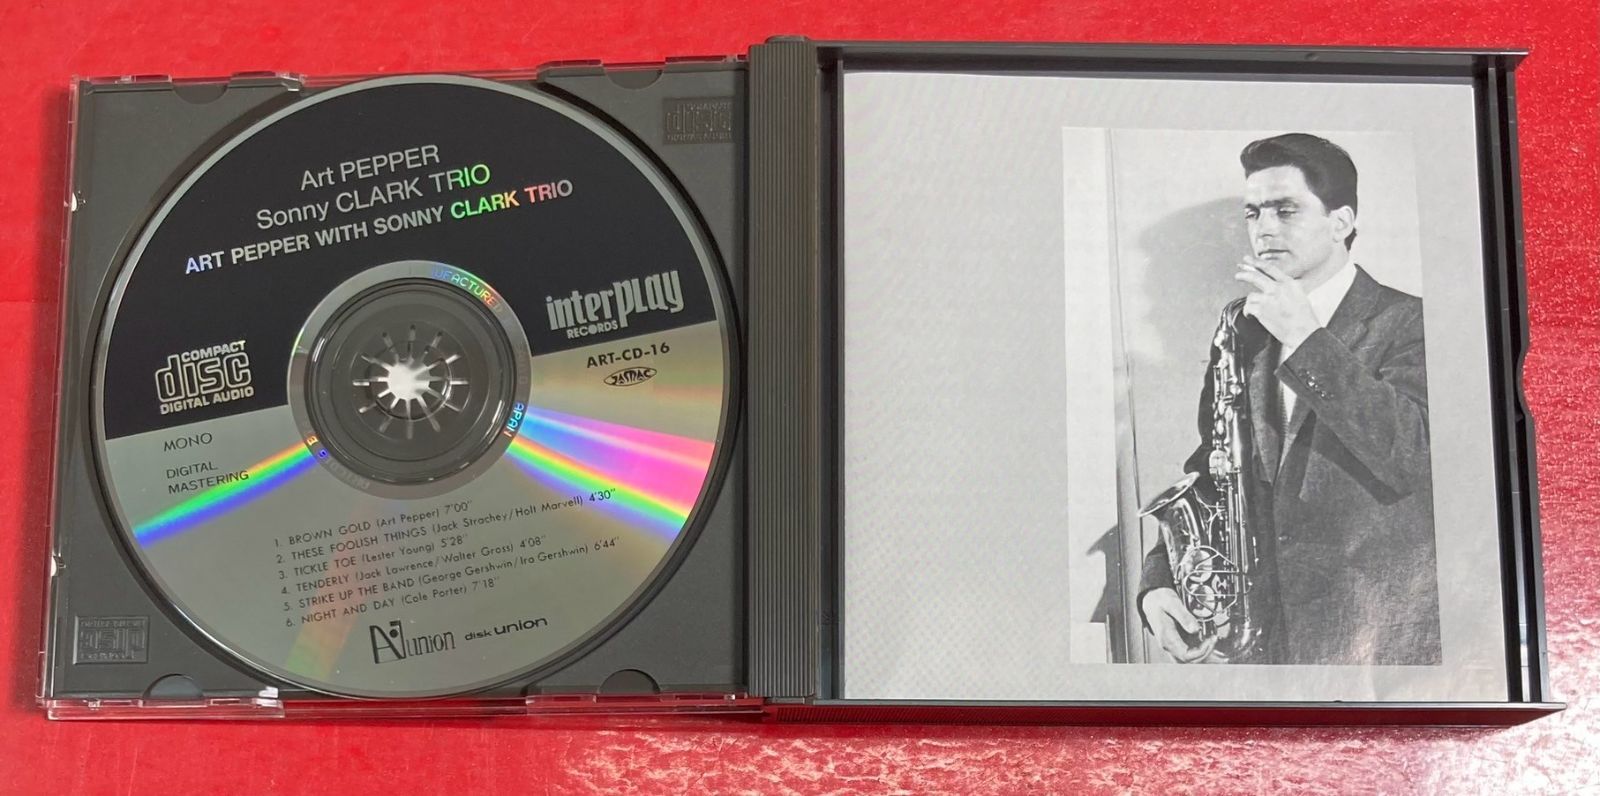 Art PEPPER
Sonny CLARK TRIO
ART PEPPER WITH SONNY CLARK TRIO
interplay
RECORDS
COMPACT
disc
DIGITAL AUDIO
ART-CD-16
JASRAC
MONO
DIGITAL
MASTERING
1. BROWN GOLD (Art Pepper) 7'00''
2. THESE FOOLISH THINGS (Jack Strachey/Holt Marvell) 4'30''
3. TICKLE TOE (Lester Young) 5'28''
4. TENDERLY (Jack Lawrence/Walter Gross) 4'08''
5. STRIKE UP THE BAND (George Gershwin/Ira Gershwin) 6'44''
6. NIGHT AND DAY (Cole Porter) 7'18''
union
disk union